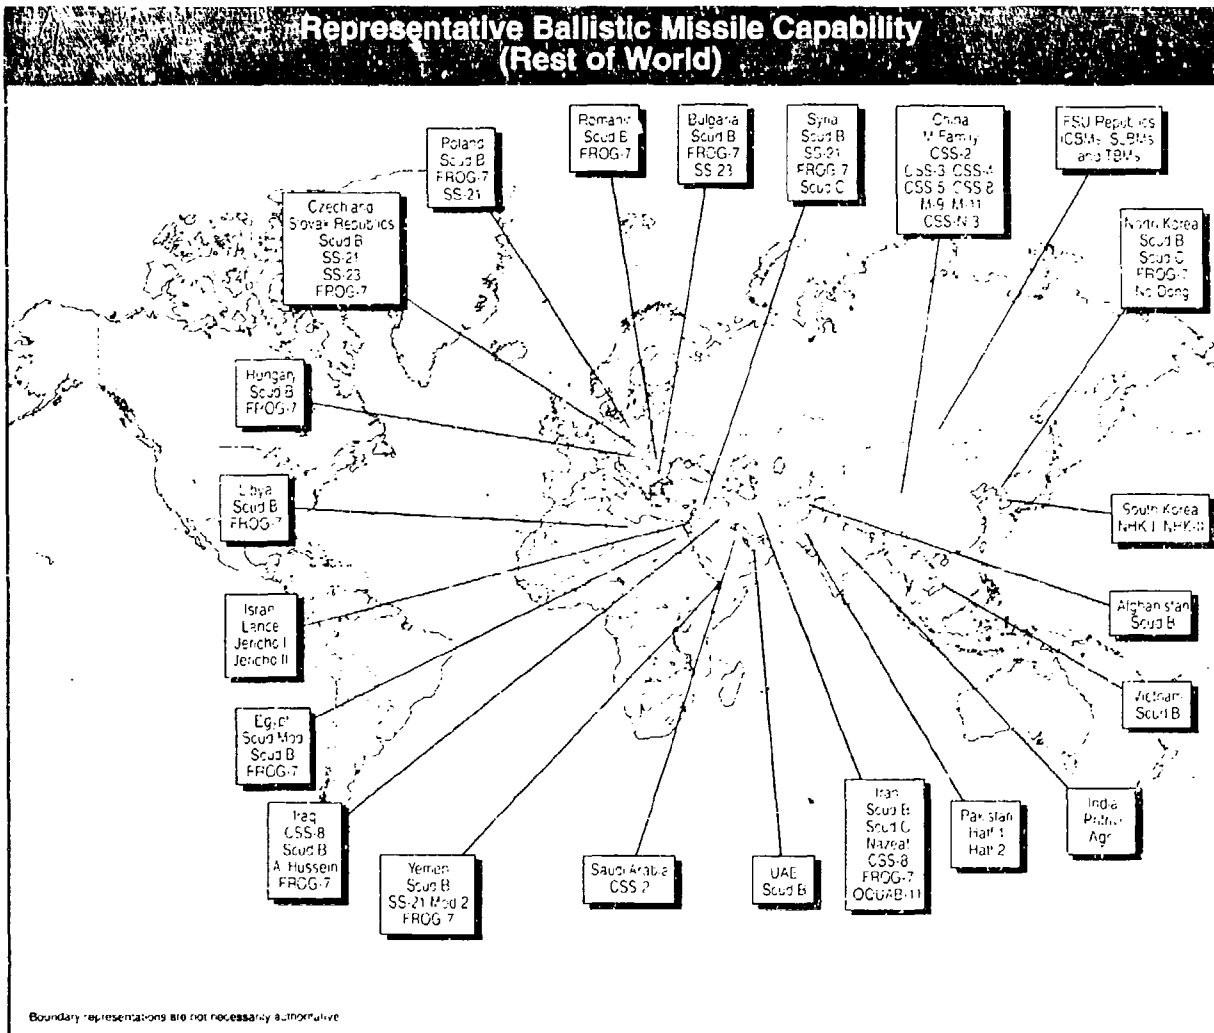 Representative Ballistic Missile Capability
(Rest of World)
Poland
Scud B
FROG-7
SS-21
Romania
Scud B
FROG-7
Bulgaria
Scud B
FROG-7
SS-23
Syria
Scud B
SS-21
FROG-7
Scud C
China
M Family
CSS-2
CSS-3 CSS-4
CSS-5 CSS-8
M-9 M-11
CSS-N-3
FSU Republics
ICBMs SLBMs
and TBMs
Czech and
Slovak Republics
Scud B
SS-21
SS-23
FROG-7
North Korea
Scud B
Scud C
FROG-7
No Dong
Hungary
Scud B
FROG-7
Libya
Scud B
FROG-7
South Korea
NHK-I NHK-II
Israel
Lance
Jericho I
Jericho II
Afghanistan
Scud B
Vietnam
Scud B
Egypt
Scud Mod
Scud B
FROG-7
Iraq
CSS-8
Scud B
Al Hussein
FROG-7
Yemen
Scud B
SS-21 Mod 2
FROG-7
Saudi Arabia
CSS-2
UAE
Scud B
Iran
Scud B
Scud C
Nazeat
CSS-8
FROG-7
Pakistan
Hatf 1
Hatf 2
India
Prithvi
Agni
Boundary representations are not necessarily authoritative